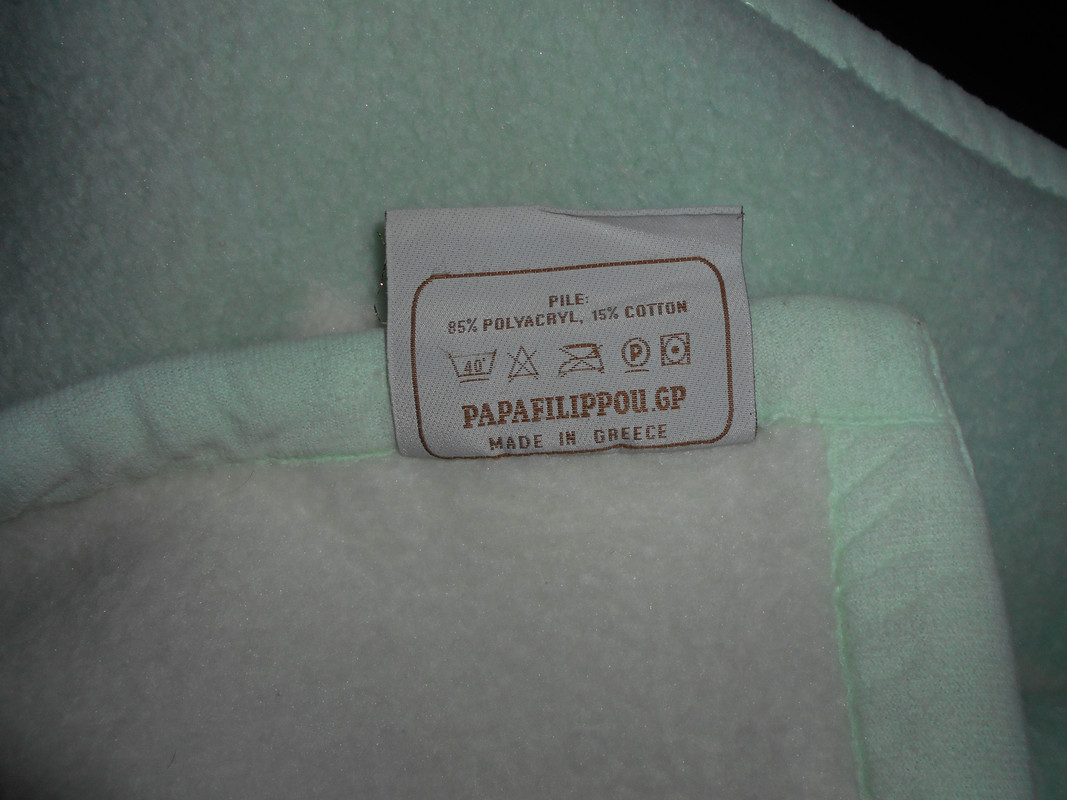 PILE:
85% POLYACRYL, 15% COTTON
40° P
PAPAFILIPPOU.GP
MADE IN GREECE